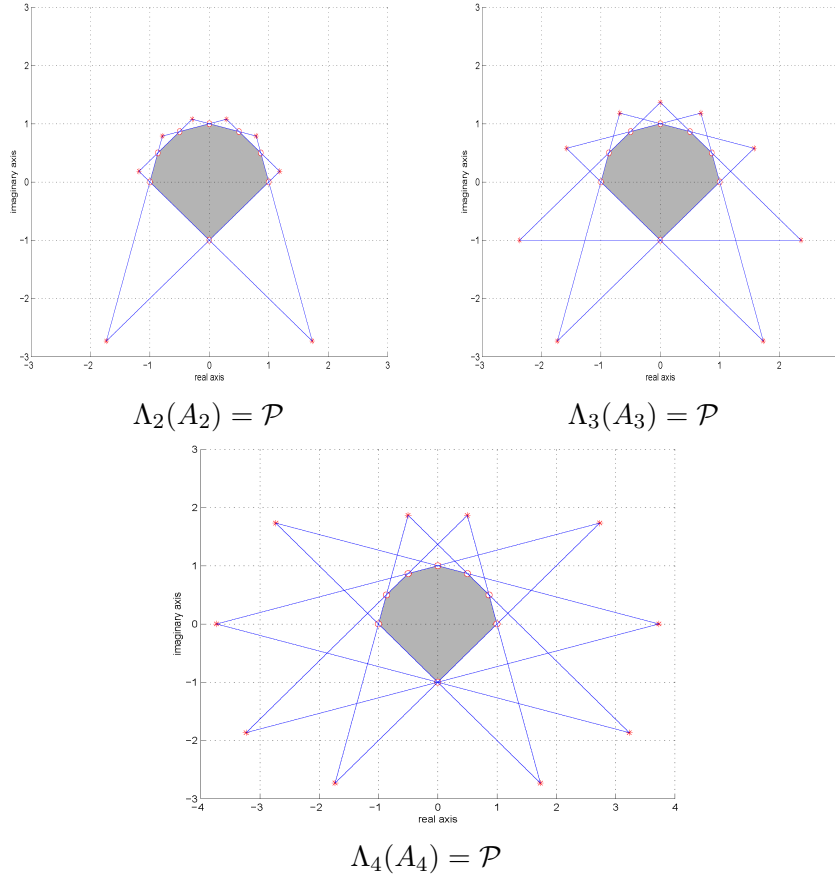 3
2
1
0
−1
−2
−3
imaginary axis
−3 −2 −1 0 1 2 3
real axis
Λ₂(A₂) = 𝒫
3
2
1
0
−1
−2
−3
imaginary axis
−3 −2 −1 0 1 2
real axis
Λ₃(A₃) = 𝒫
3
2
1
0
−1
−2
−3
imaginary axis
−4 −3 −2 −1 0 1 2 3 4
real axis
Λ₄(A₄) = 𝒫